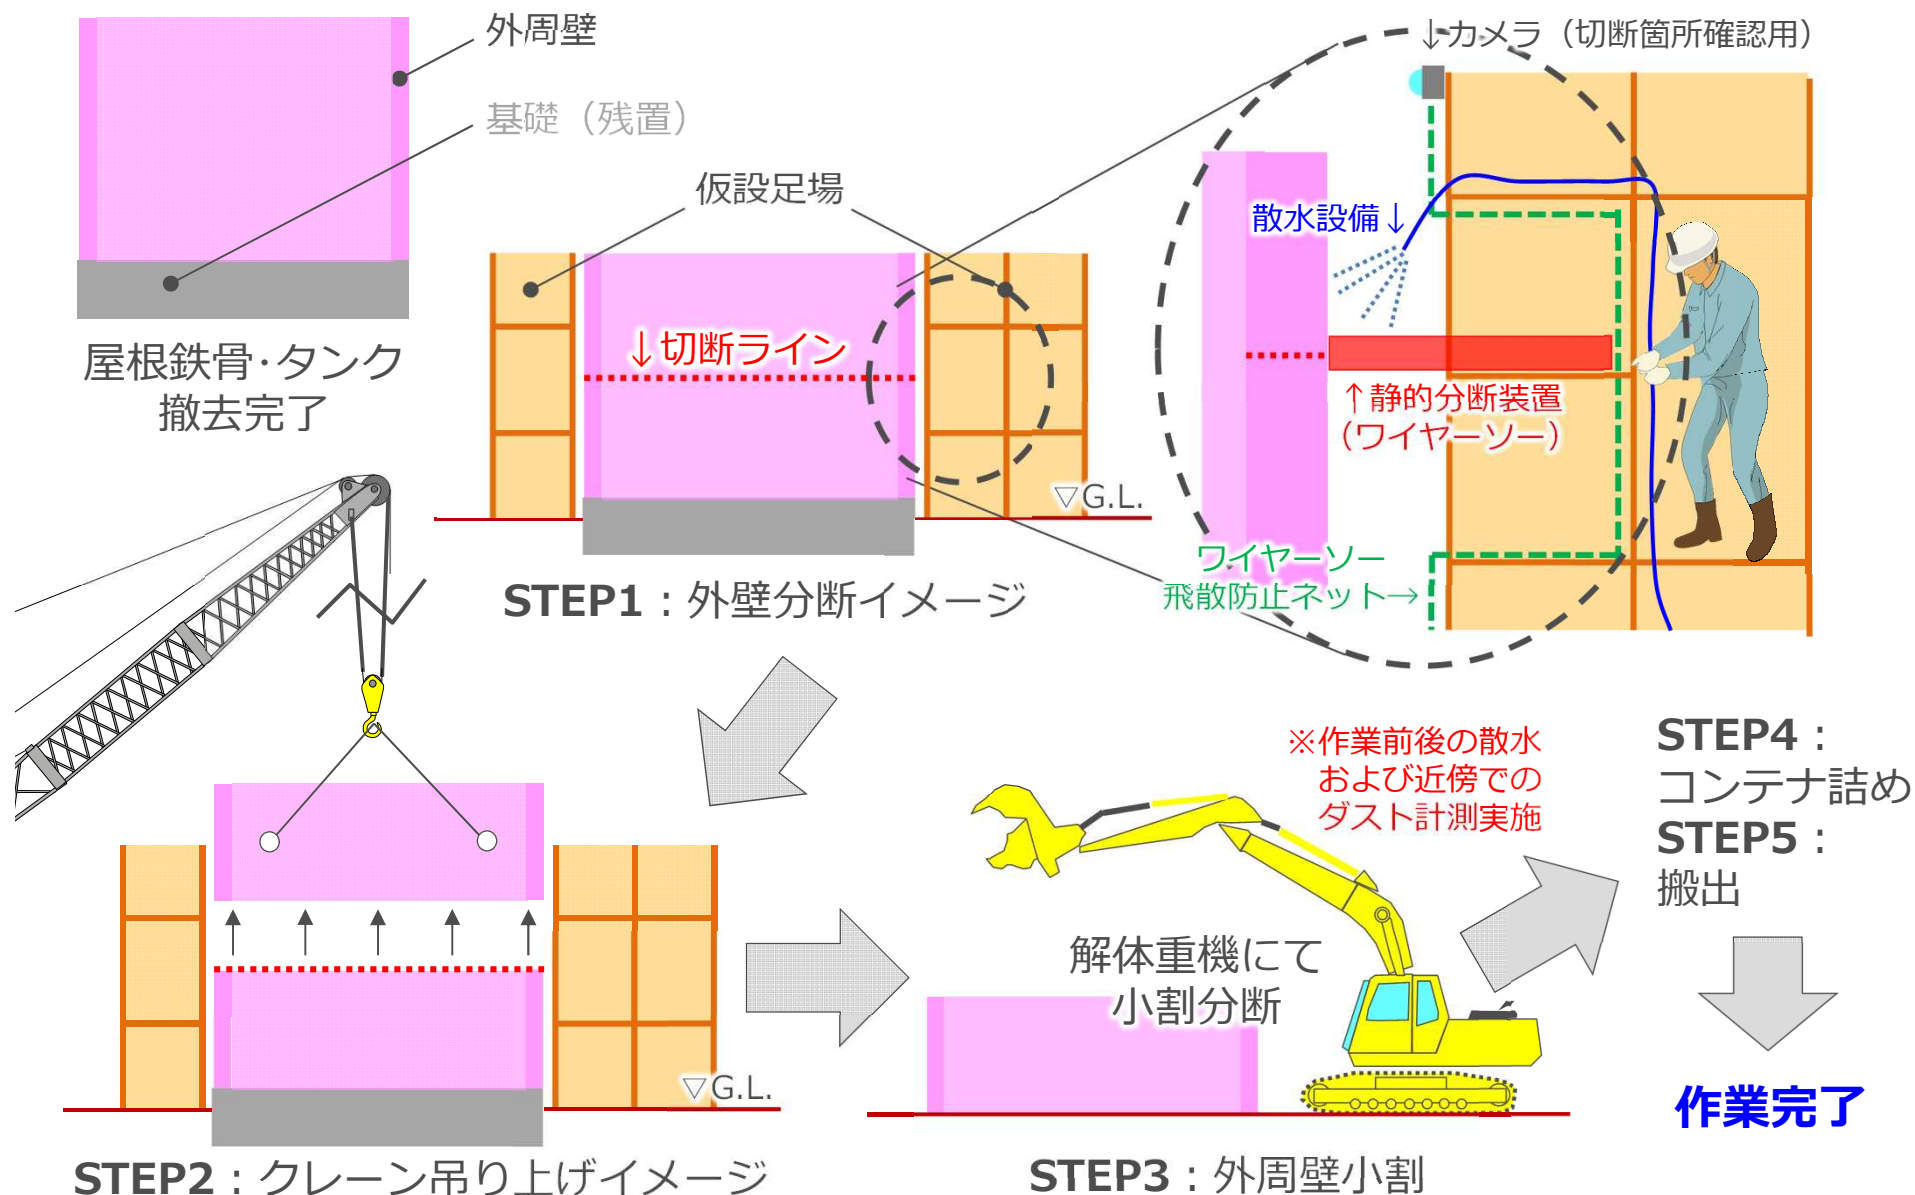 外周壁
基礎（残置）
屋根鉄骨･タンク
撤去完了
仮設足場
↓切断ライン
▽G.L.
STEP1：外壁分断イメージ
↓カメラ（切断箇所確認用）
散水設備↓
↑静的分断装置
（ワイヤーソー）
ワイヤーソー
飛散防止ネット→
▽G.L.
STEP2：クレーン吊り上げイメージ
※作業前後の散水
および近傍での
ダスト計測実施
解体重機にて
小割分断
STEP3：外周壁小割
STEP4：
コンテナ詰め
STEP5：
搬出
作業完了